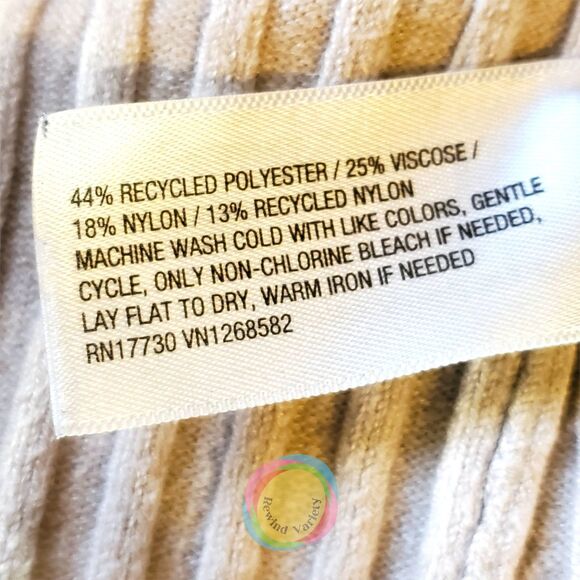 44% RECYCLED POLYESTER / 25% VISCOSE /
18% NYLON / 13% RECYCLED NYLON
MACHINE WASH COLD WITH LIKE COLORS, GENTLE
CYCLE, ONLY NON-CHLORINE BLEACH IF NEEDED,
LAY FLAT TO DRY, WARM IRON IF NEEDED
RN17730 VN1268582
Rewind Variety